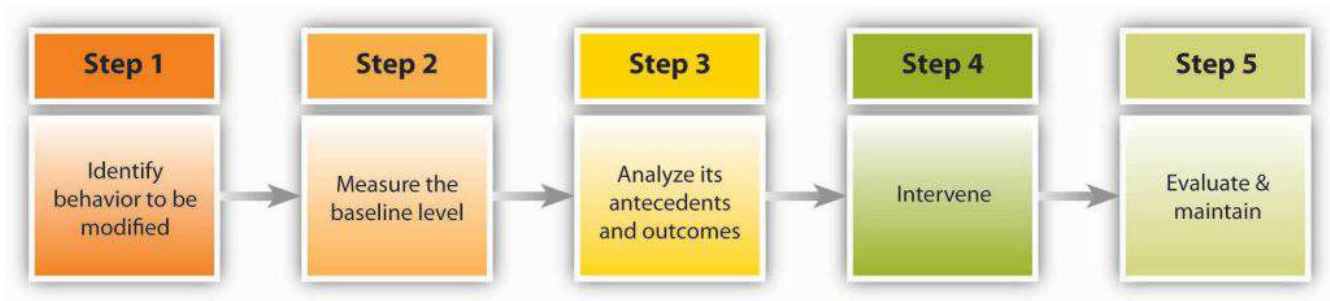 Step 1
Step 2
Step 3
Step 4
Step 5
Identify
behavior to be
modified
Measure the
baseline level
Analyze its
antecedents
and outcomes
Intervene
Evaluate &
maintain